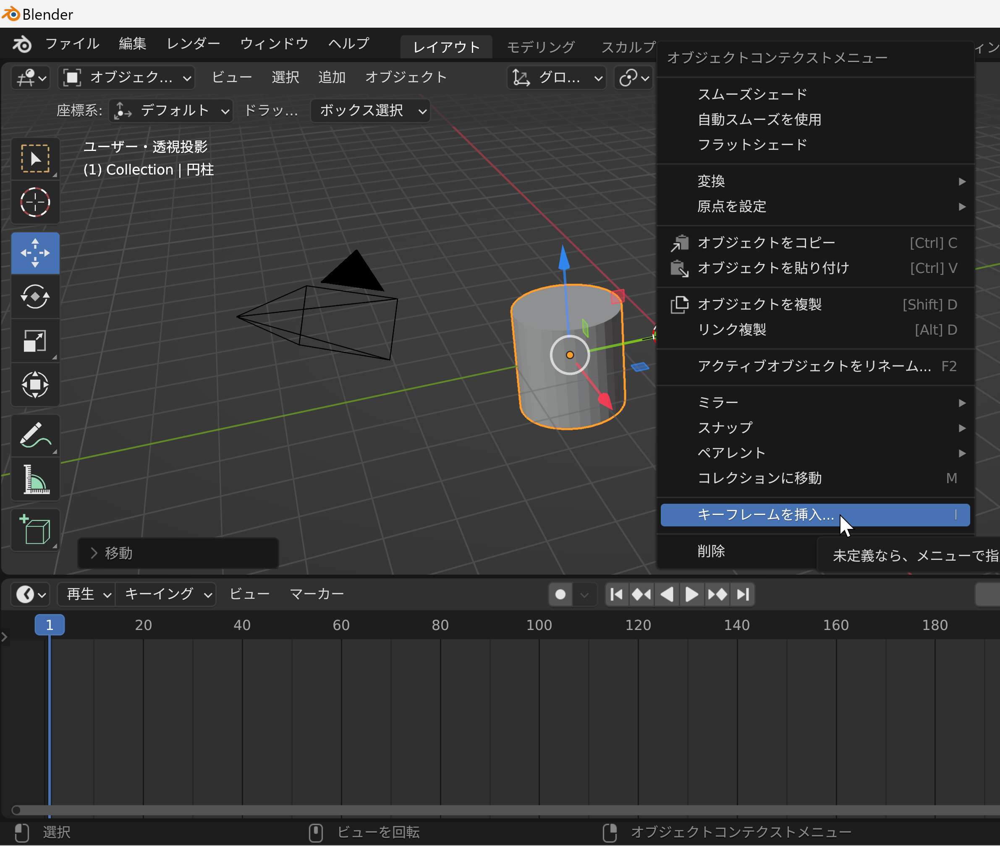 Blender
ファイル 編集 レンダー ウィンドウ ヘルプ レイアウト モデリング スカルプ
オブジェク... ビュー 選択 追加 オブジェクト グロ...
座標系: デフォルト ドラッ... ボックス選択
ユーザー・透視投影
(1) Collection | 円柱
オブジェクトコンテクストメニュー
スムーズシェード
自動スムーズを使用
フラットシェード
変換
原点を設定
オブジェクトをコピー [Ctrl] C
オブジェクトを貼り付け [Ctrl] V
オブジェクトを複製 [Shift] D
リンク複製 [Alt] D
アクティブオブジェクトをリネーム... F2
ミラー
スナップ
ペアレント
コレクションに移動 M
キーフレームを挿入... I
削除
未定義なら、メニューで指
移動
再生 キーイング ビュー マーカー
1 20 40 60 80 100 120 140 160 180
選択 ビューを回転 オブジェクトコンテクストメニュー